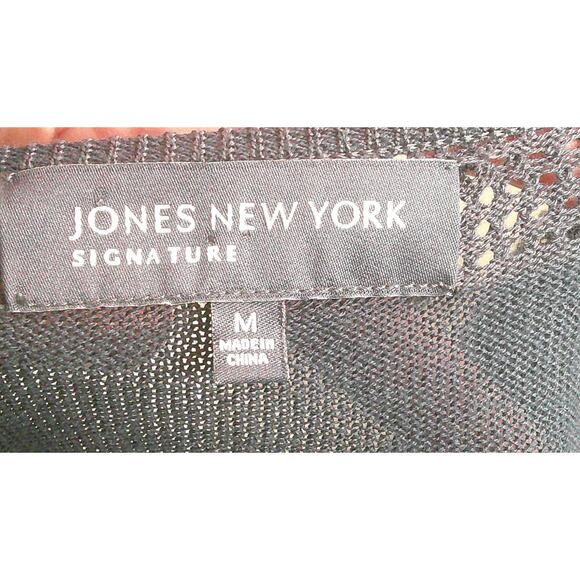 JONES NEW YORK
SIGNATURE
M
MADE IN
CHINA